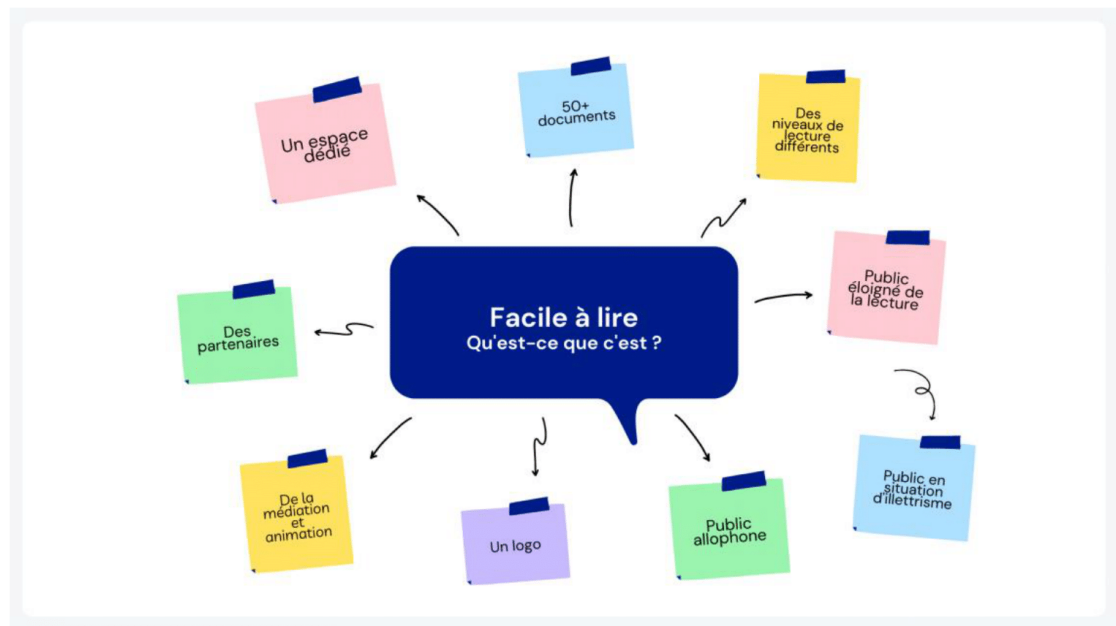 Un espace
dédié
50+
documents
Des
niveaux de
lecture
différents
Public
éloigné de
la lecture
Facile à lire
Qu'est-ce que c'est ?
Des
partenaires
Public en
situation
d'illettrisme
De la
médiation
et
animation
Un logo
Public
allophone